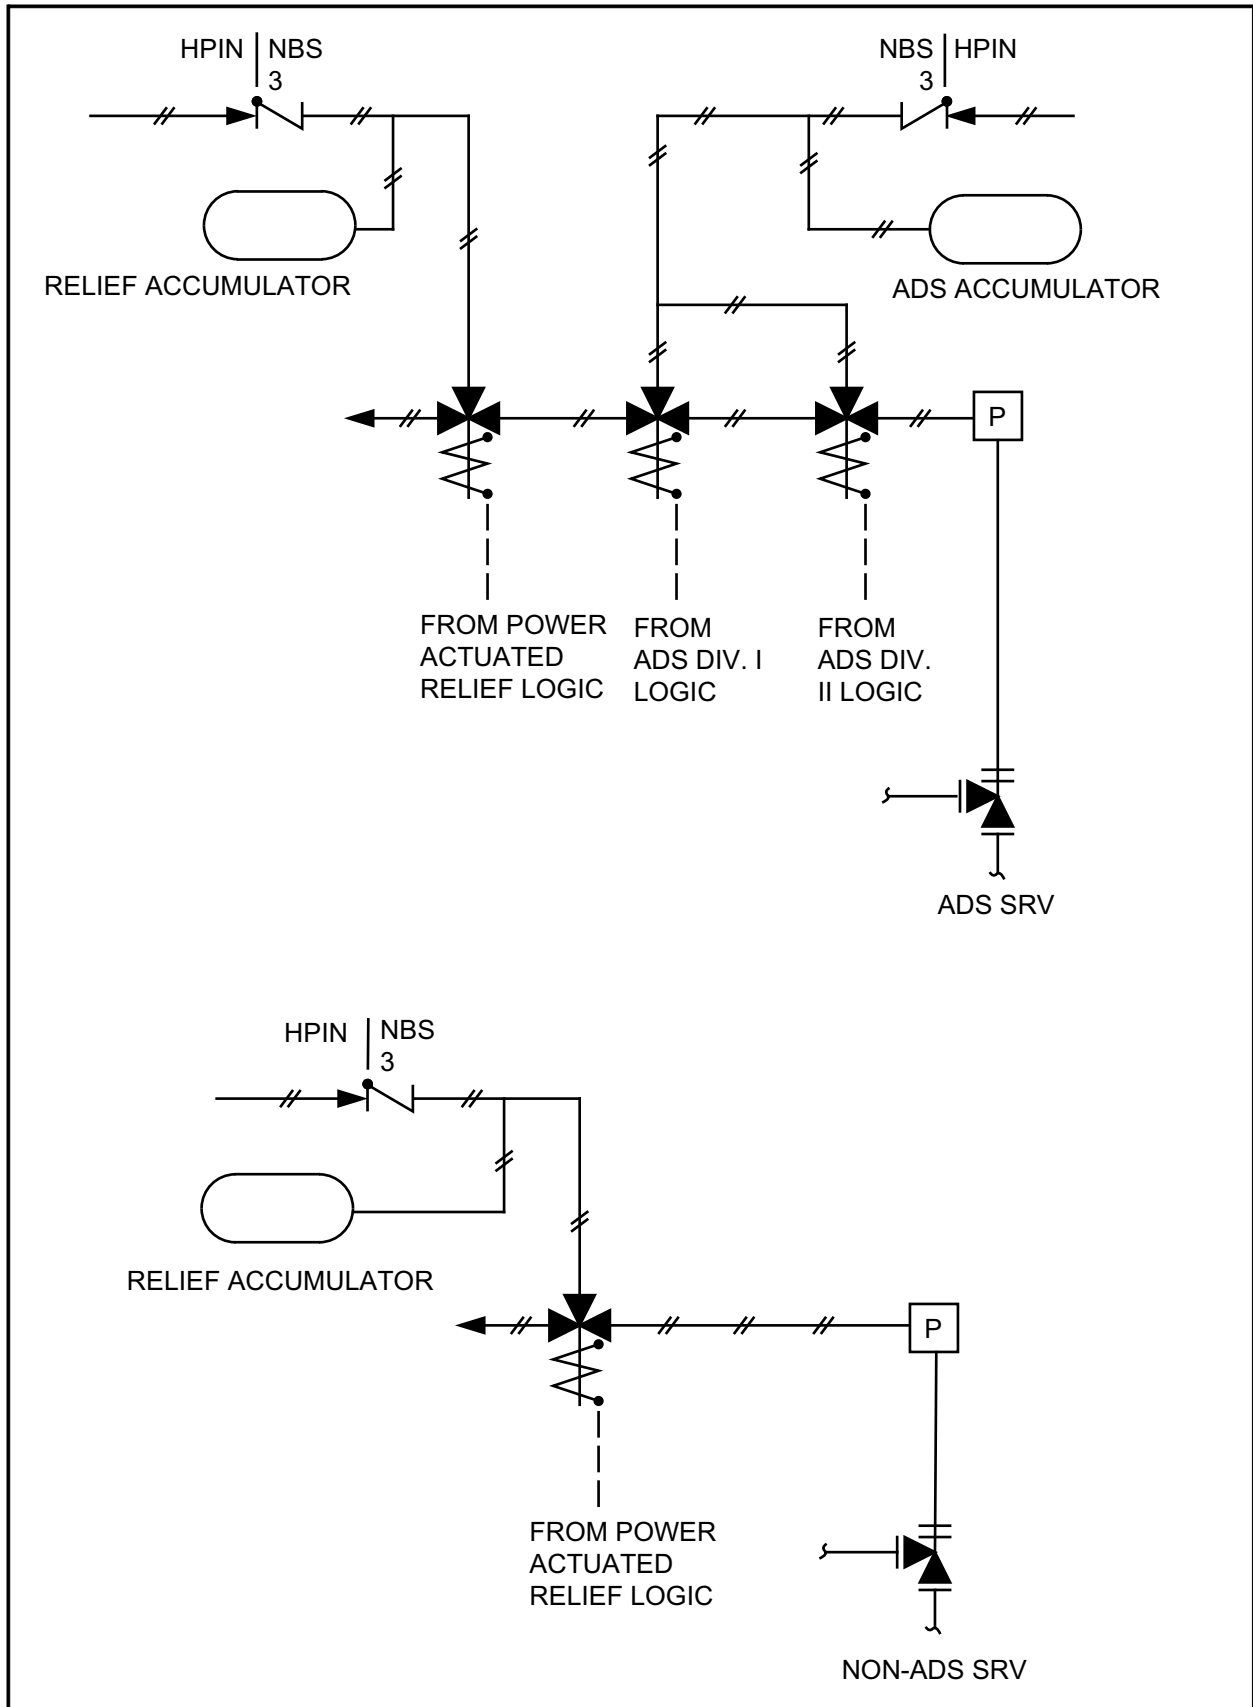 HPIN NBS
3
NBS HPIN
3
RELIEF ACCUMULATOR
ADS ACCUMULATOR
P
FROM POWER
ACTUATED
RELIEF LOGIC
FROM
ADS DIV. I
LOGIC
FROM
ADS DIV.
II LOGIC
ADS SRV
HPIN NBS
3
RELIEF ACCUMULATOR
P
FROM POWER
ACTUATED
RELIEF LOGIC
NON-ADS SRV